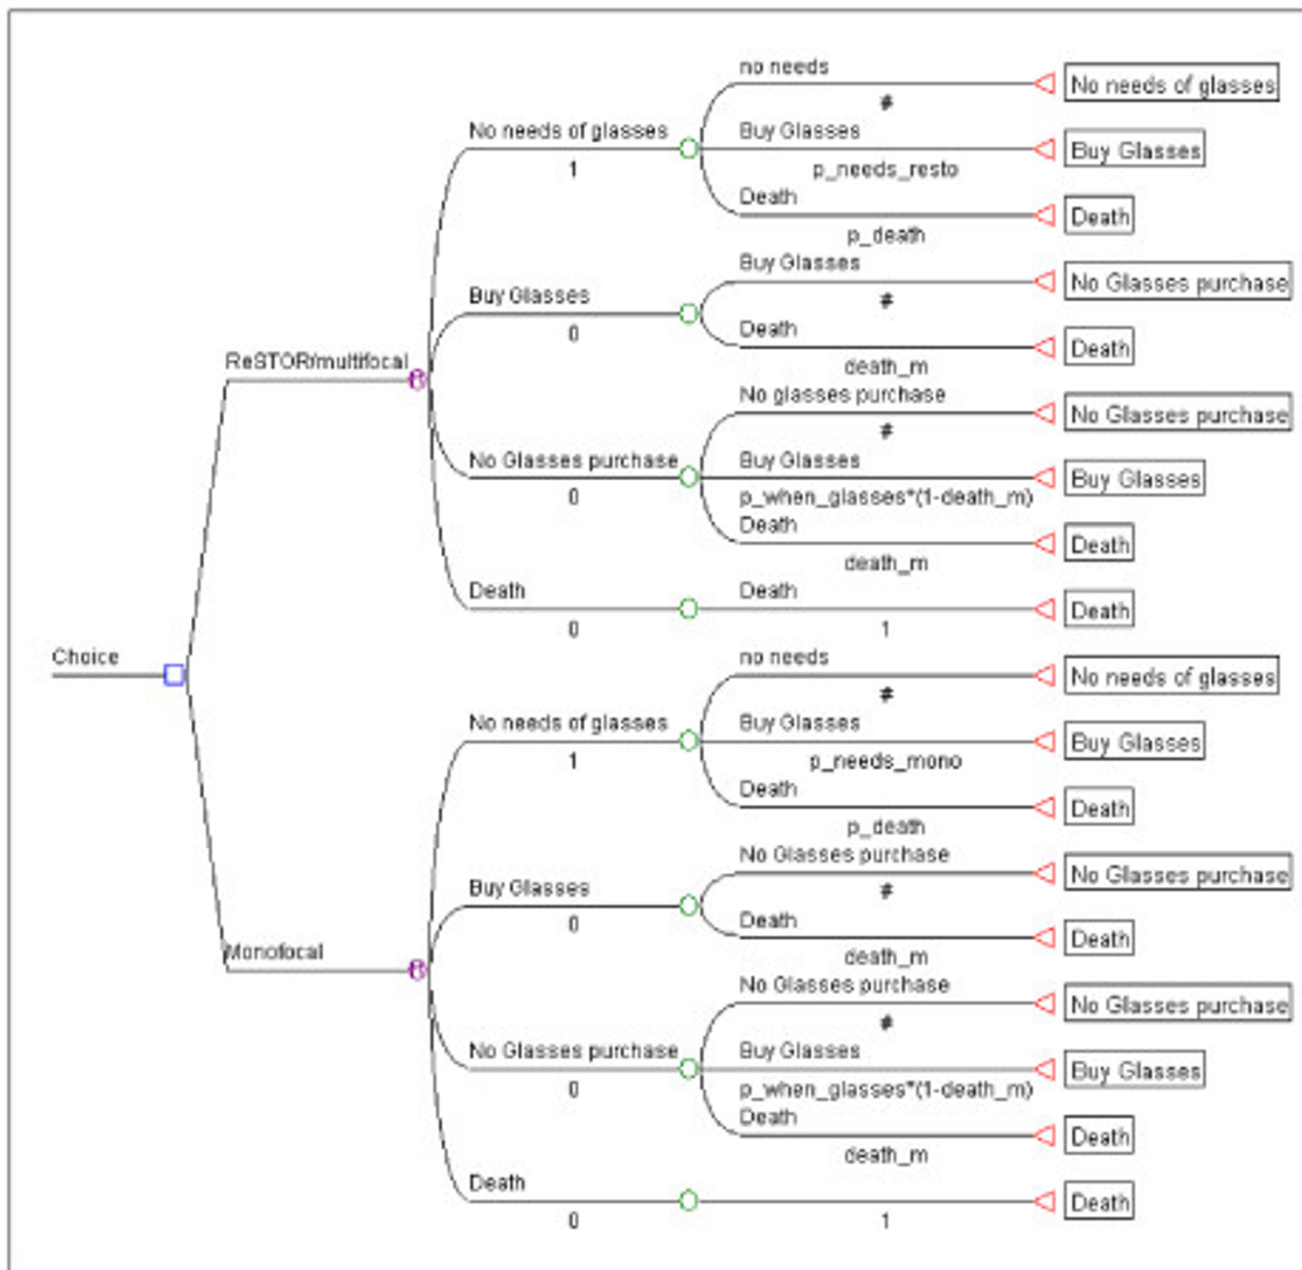 no needs
No needs of glasses
#
No needs of glasses
Buy Glasses
Buy Glasses
1
p_needs_resto
Death
Death
p_death
Buy Glasses
No Glasses purchase
Buy Glasses
#
0
Death
Death
death_m
ReSTOR/multifocal
No glasses purchase
No Glasses purchase
#
No Glasses purchase
Buy Glasses
Buy Glasses
0
p_when_glasses*(1-death_m)
Death
Death
death_m
Death
Death
Death
0
1
Choice
no needs
No needs of glasses
#
No needs of glasses
Buy Glasses
Buy Glasses
1
p_needs_mono
Death
Death
p_death
No Glasses purchase
No Glasses purchase
Buy Glasses
#
0
Death
Death
death_m
Monofocal
No Glasses purchase
No Glasses purchase
#
No Glasses purchase
Buy Glasses
Buy Glasses
0
p_when_glasses*(1-death_m)
Death
Death
death_m
Death
Death
0
1